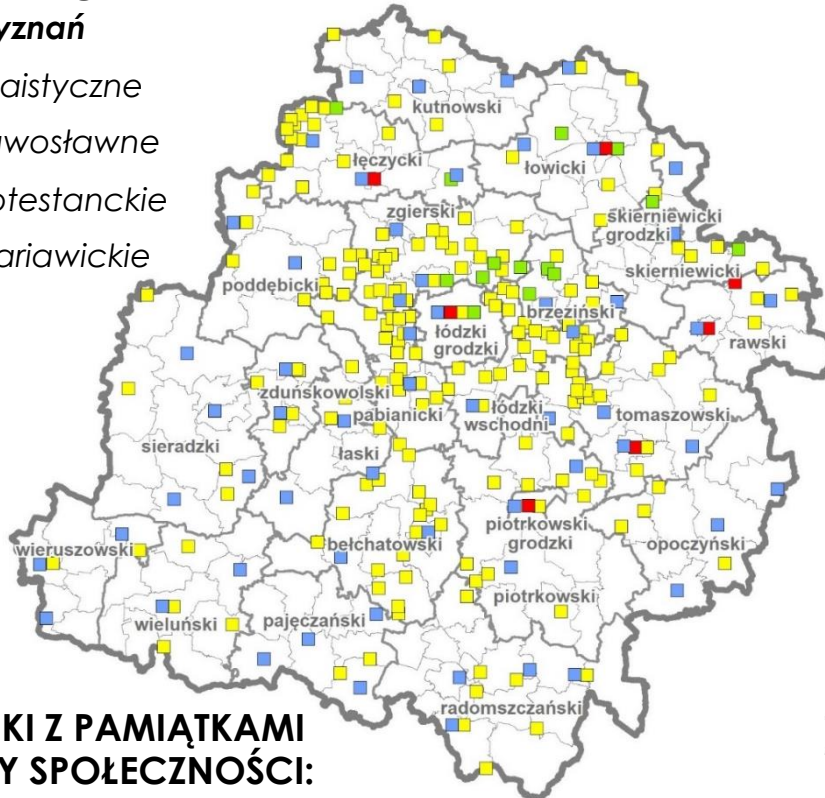 yznań
aistyczne
awosławne
otestanckie
ariawickie
kutnowski
łęczycki
łowicki
zgierski
skierniewicki
grodzki
skierniewicki
poddębicki
brzeziński
łódzki
grodzki
rawski
zduńskowolski
pabianicki
łódzki
wschodni
tomaszowski
sieradzki
łaski
piotrkowski
grodzki
wieruszowski
bełchatowski
opoczyński
piotrkowski
wieluński
pajęczański
radomszczański
KI Z PAMIĄTKAMI
Y SPOŁECZNOŚCI: